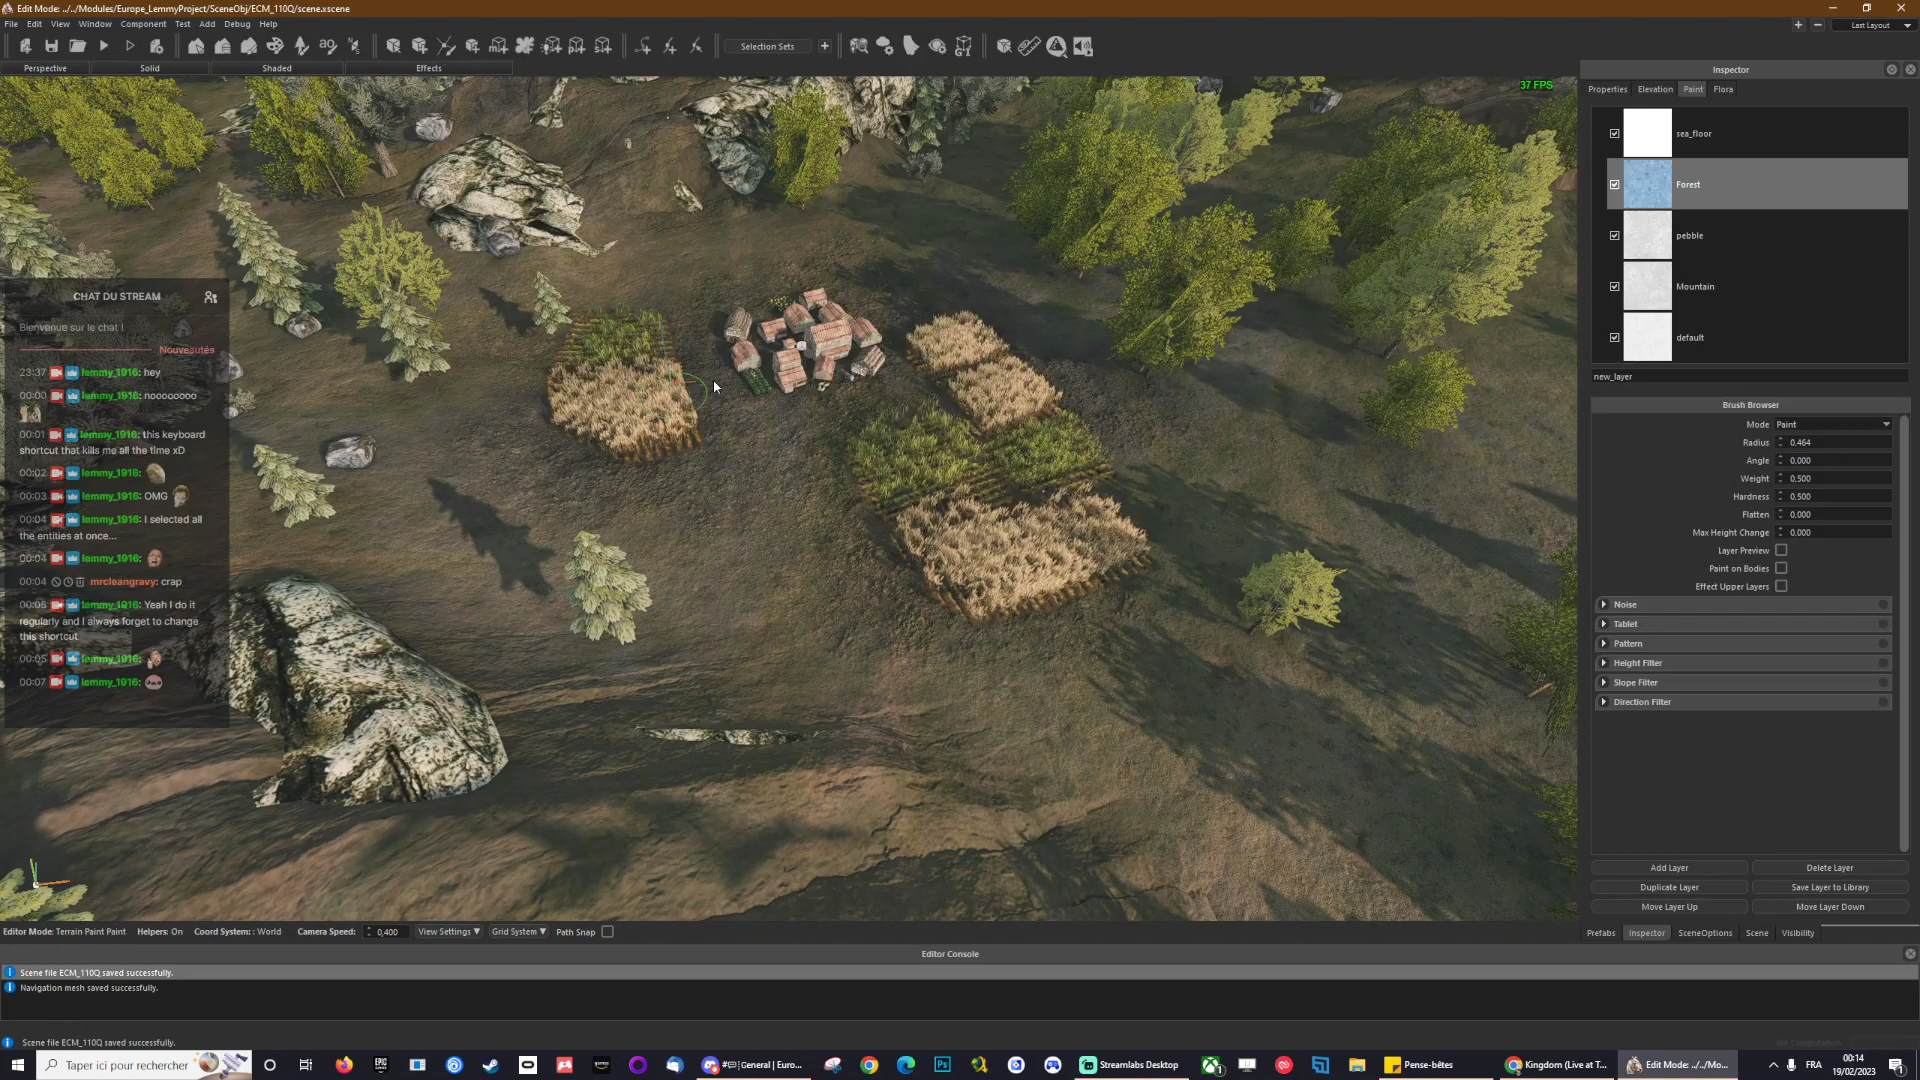 Edit Mode: ../../Modules/Europe_LemmyProject/SceneObj/ECM_110Q/scene.xscene
File Edit View Window Component Test Add Debug Help
Last Layout
Selection Sets
Perspective Solid Shaded Effects
37 FPS
Inspector
Properties Elevation Paint Flora
sea_floor
Forest
pebble
Mountain
default
new_layer
Brush Browser
Mode Paint
Radius 0,464
Angle 0,000
Weight 0,500
Hardness 0,500
Flatten 0,000
Max Height Change 0,000
Layer Preview
Paint on Bodies
Effect Upper Layers
Noise
Tablet
Pattern
Height Filter
Slope Filter
Direction Filter
Add Layer Delete Layer
Duplicate Layer Save Layer to Library
Move Layer Up Move Layer Down
Prefabs Inspector SceneOptions Scene Visibility
CHAT DU STREAM
Bienvenue sur le chat !
Nouveautés
23:37 lemmy_1916: hey
00:00 lemmy_1916: noooooooo
00:01 lemmy_1916: this keyboard
shortcut that kills me all the time xD
00:02 lemmy_1916:
00:03 lemmy_1916: OMG
00:04 lemmy_1916: I selected all
the entities at once...
00:04 lemmy_1916:
00:04 mrcleangravy: crap
00:05 lemmy_1916: Yeah I do it
regularly and I always forget to change
this shortcut
00:05 lemmy_1916:
00:07 lemmy_1916:
Editor Mode: Terrain Paint Paint Helpers: On Coord System: : World Camera Speed: 0,400 View Settings Grid System Path Snap
Editor Console
Scene file ECM_110Q saved successfully.
Navigation mesh saved successfully.
Scene file ECM_110Q saved successfully.
Taper ici pour rechercher
General | Euro...
Streamlabs Desktop
Pense-bêtes
Kingdom (Live at T...
Edit Mode: ../../Mo...
FRA
00:14
19/02/2023